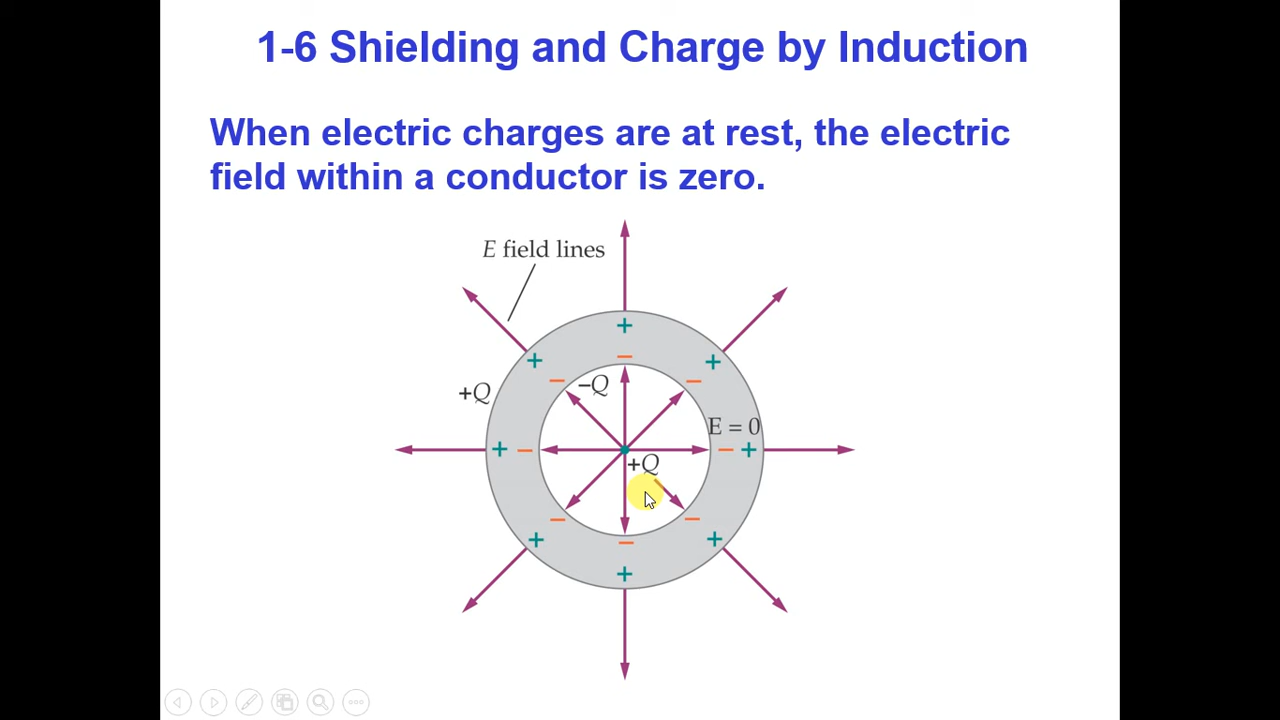 1-6 Shielding and Charge by Induction
When electric charges are at rest, the electric
field within a conductor is zero.
E field lines
+
+ − +
− −
+Q −Q
E = 0
+ − − +
+Q
− −
+ − +
+